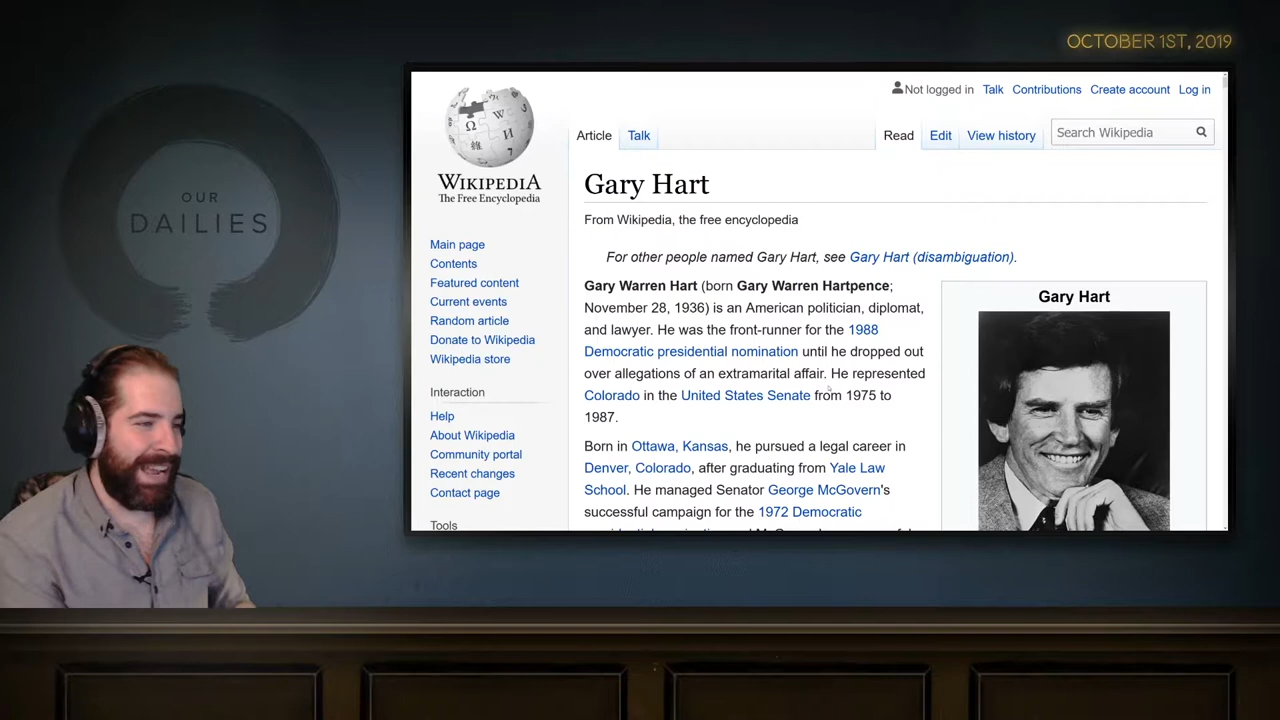 OCTOBER 1ST, 2019
OUR
DAILIES
WIKIPEDIA
The Free Encyclopedia
Main page
Contents
Featured content
Current events
Random article
Donate to Wikipedia
Wikipedia store
Interaction
Help
About Wikipedia
Community portal
Recent changes
Contact page
Tools
Not logged in Talk Contributions Create account Log in
Article Talk Read Edit View history Search Wikipedia
Gary Hart
From Wikipedia, the free encyclopedia
For other people named Gary Hart, see Gary Hart (disambiguation).
Gary Warren Hart (born Gary Warren Hartpence;
November 28, 1936) is an American politician, diplomat,
and lawyer. He was the front-runner for the 1988
Democratic presidential nomination until he dropped out
over allegations of an extramarital affair. He represented
Colorado in the United States Senate from 1975 to
1987.
Born in Ottawa, Kansas, he pursued a legal career in
Denver, Colorado, after graduating from Yale Law
School. He managed Senator George McGovern's
successful campaign for the 1972 Democratic
Gary Hart